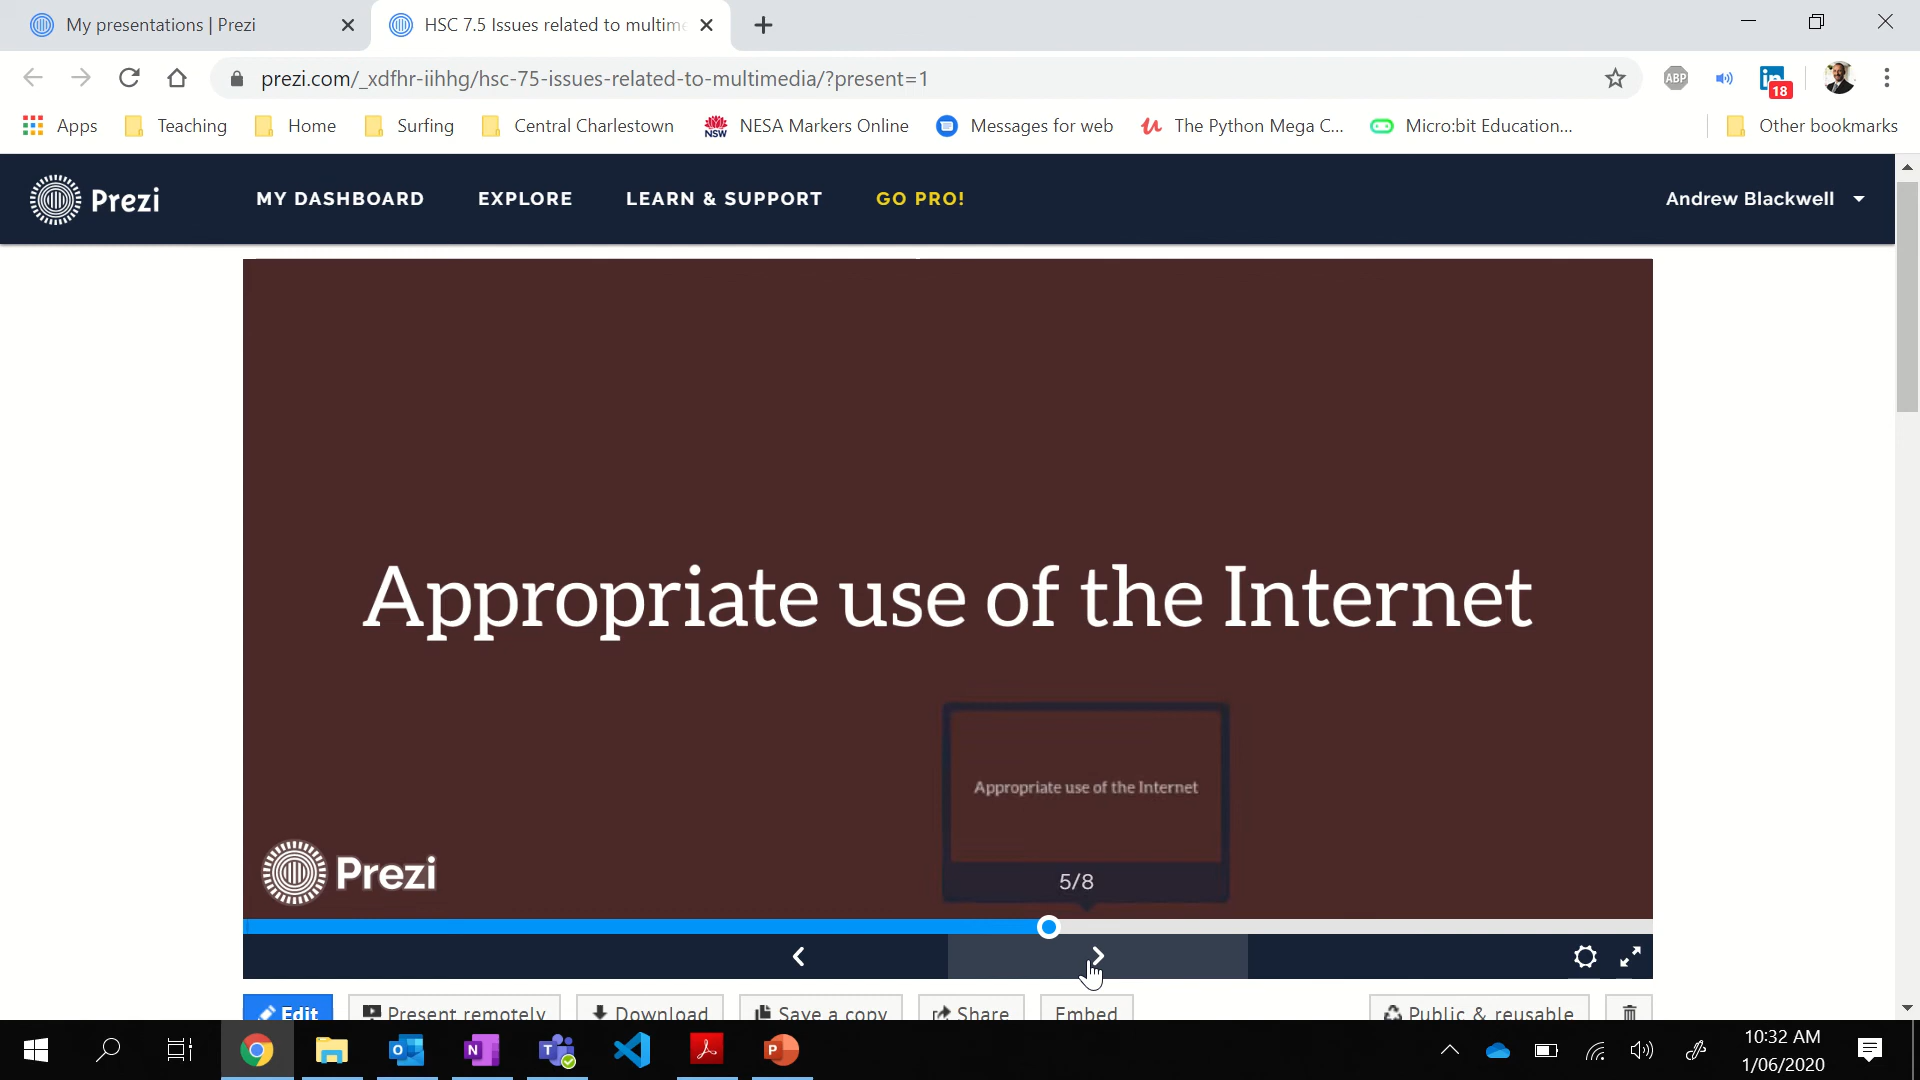 My presentations | Prezi
HSC 7.5 Issues related to multim
prezi.com/_xdfhr-iihhg/hsc-75-issues-related-to-multimedia/?present=1
ABP
in
18
Apps
Teaching
Home
Surfing
Central Charlestown
NSW
NESA Markers Online
Messages for web
The Python Mega C...
Micro:bit Education...
Other bookmarks
Prezi
MY DASHBOARD
EXPLORE
LEARN & SUPPORT
GO PRO!
Andrew Blackwell
Appropriate use of the Internet
Appropriate use of the Internet
5/8
Prezi
Edit
Present remotely
Download
Save a copy
Share
Embed
Public & reusable
10:32 AM
1/06/2020